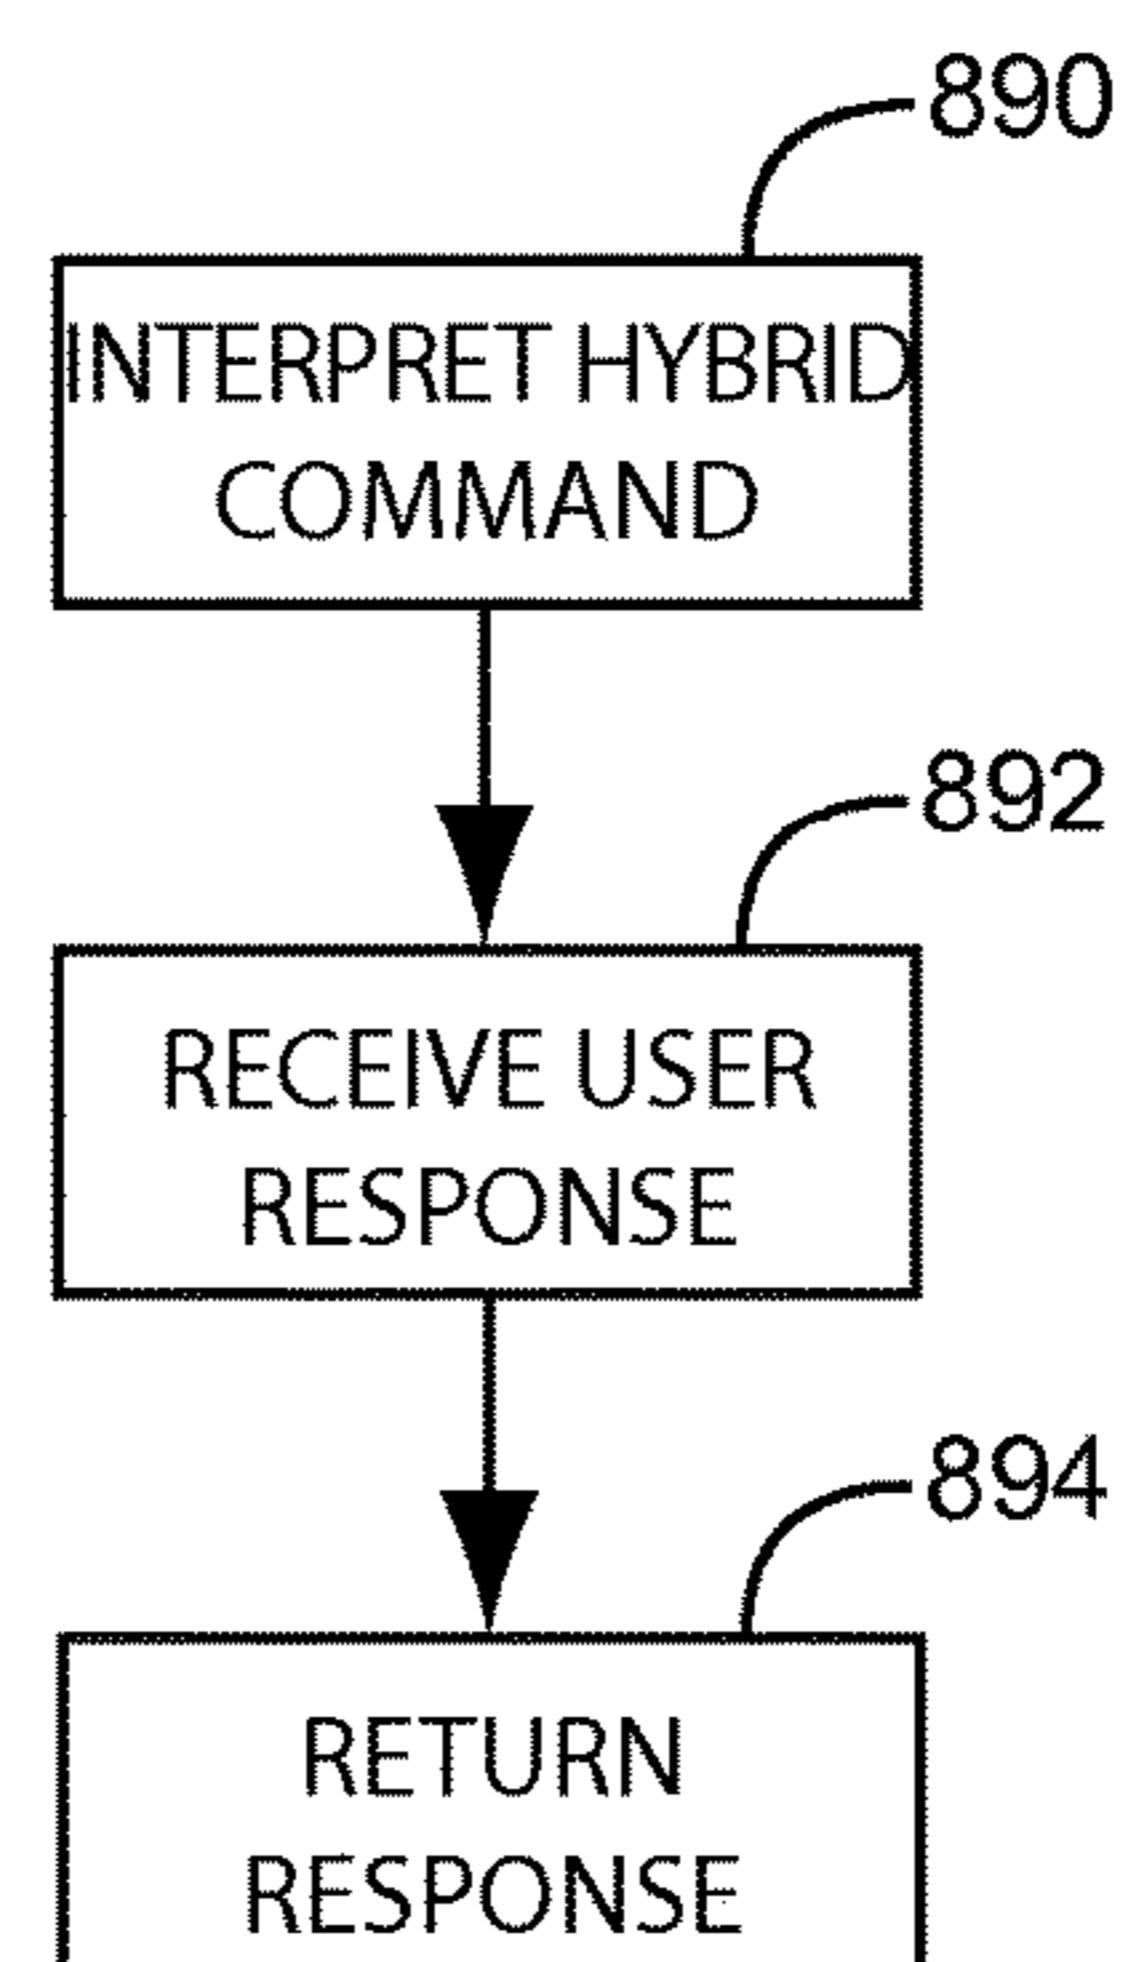 890
INTERPRET HYBRID
COMMAND
892
RECEIVE USER
RESPONSE
894
RETURN
RESPONSE